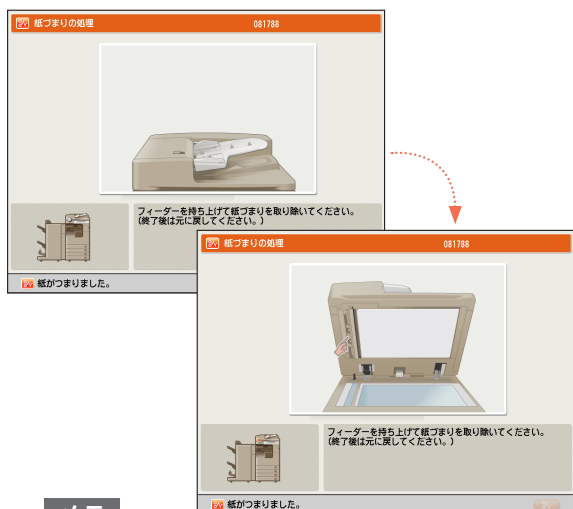 紙づまりの処理 081788
フィーダーを持ち上げて紙づまりを取り除いてください。
(終了後は元に戻してください。)
紙がつまりました。
紙づまりの処理 081788
フィーダーを持ち上げて紙づまりを取り除いてください。
(終了後は元に戻してください。)
紙がつまりました。